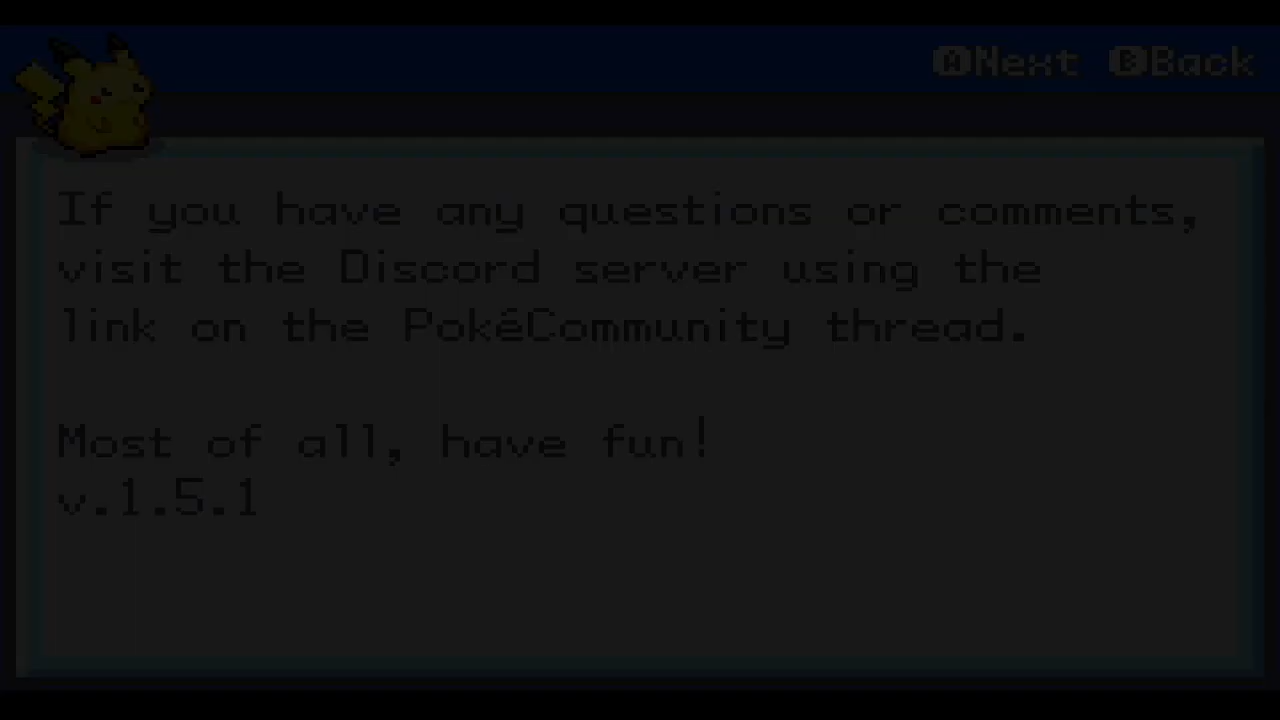 ⒶNext ⒷBack
If you have any questions or comments,
visit the Discord server using the
link on the PokéCommunity thread.
Most of all, have fun!
v.1.5.1